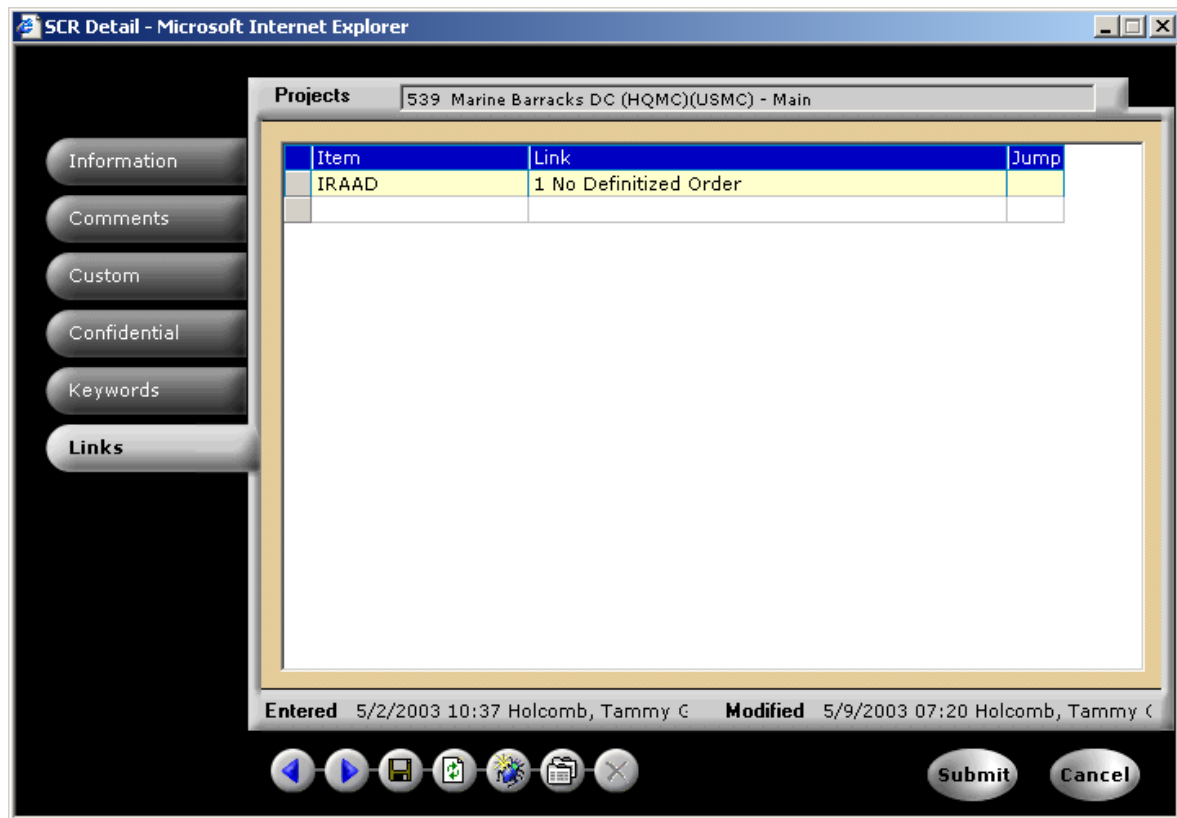 SCR Detail - Microsoft Internet Explorer
Projects 539 Marine Barracks DC (HQMC)(USMC) - Main
Information
Comments
Custom
Confidential
Keywords
Links
Item Link Jump
IRAAD 1 No Definitized Order
Entered 5/2/2003 10:37 Holcomb, Tammy G Modified 5/9/2003 07:20 Holcomb, Tammy
Submit Cancel